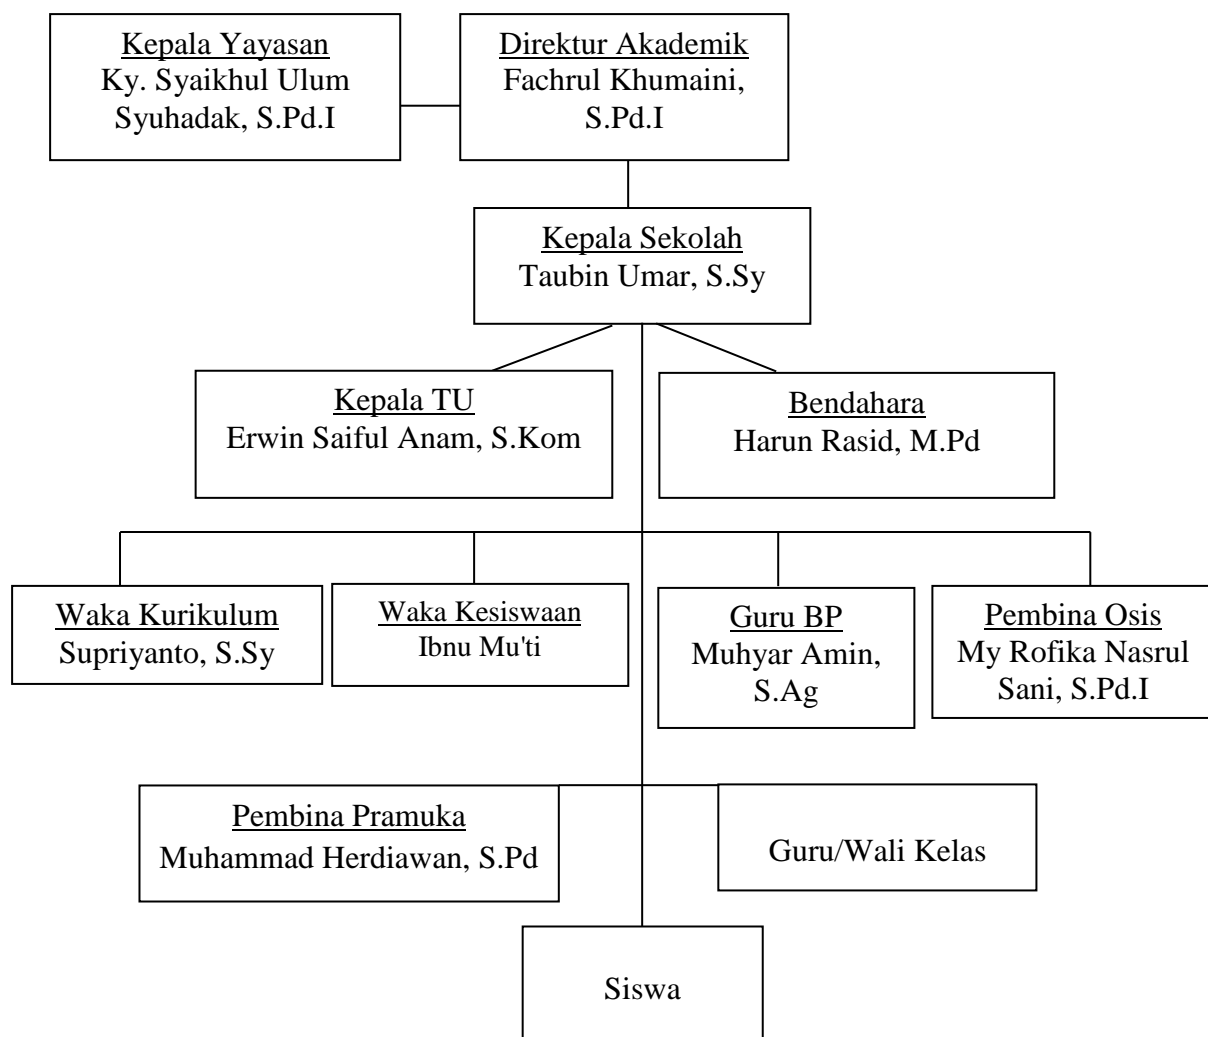 Kepala Yayasan
Ky. Syaikhul Ulum
Syuhadak, S.Pd.I
Direktur Akademik
Fachrul Khumaini,
S.Pd.I
Kepala Sekolah
Taubin Umar, S.Sy
Kepala TU
Erwin Saiful Anam, S.Kom
Bendahara
Harun Rasid, M.Pd
Waka Kurikulum
Supriyanto, S.Sy
Waka Kesiswaan
Ibnu Mu'ti
Guru BP
Muhyar Amin,
S.Ag
Pembina Osis
My Rofika Nasrul
Sani, S.Pd.I
Pembina Pramuka
Muhammad Herdiawan, S.Pd
Guru/Wali Kelas
Siswa